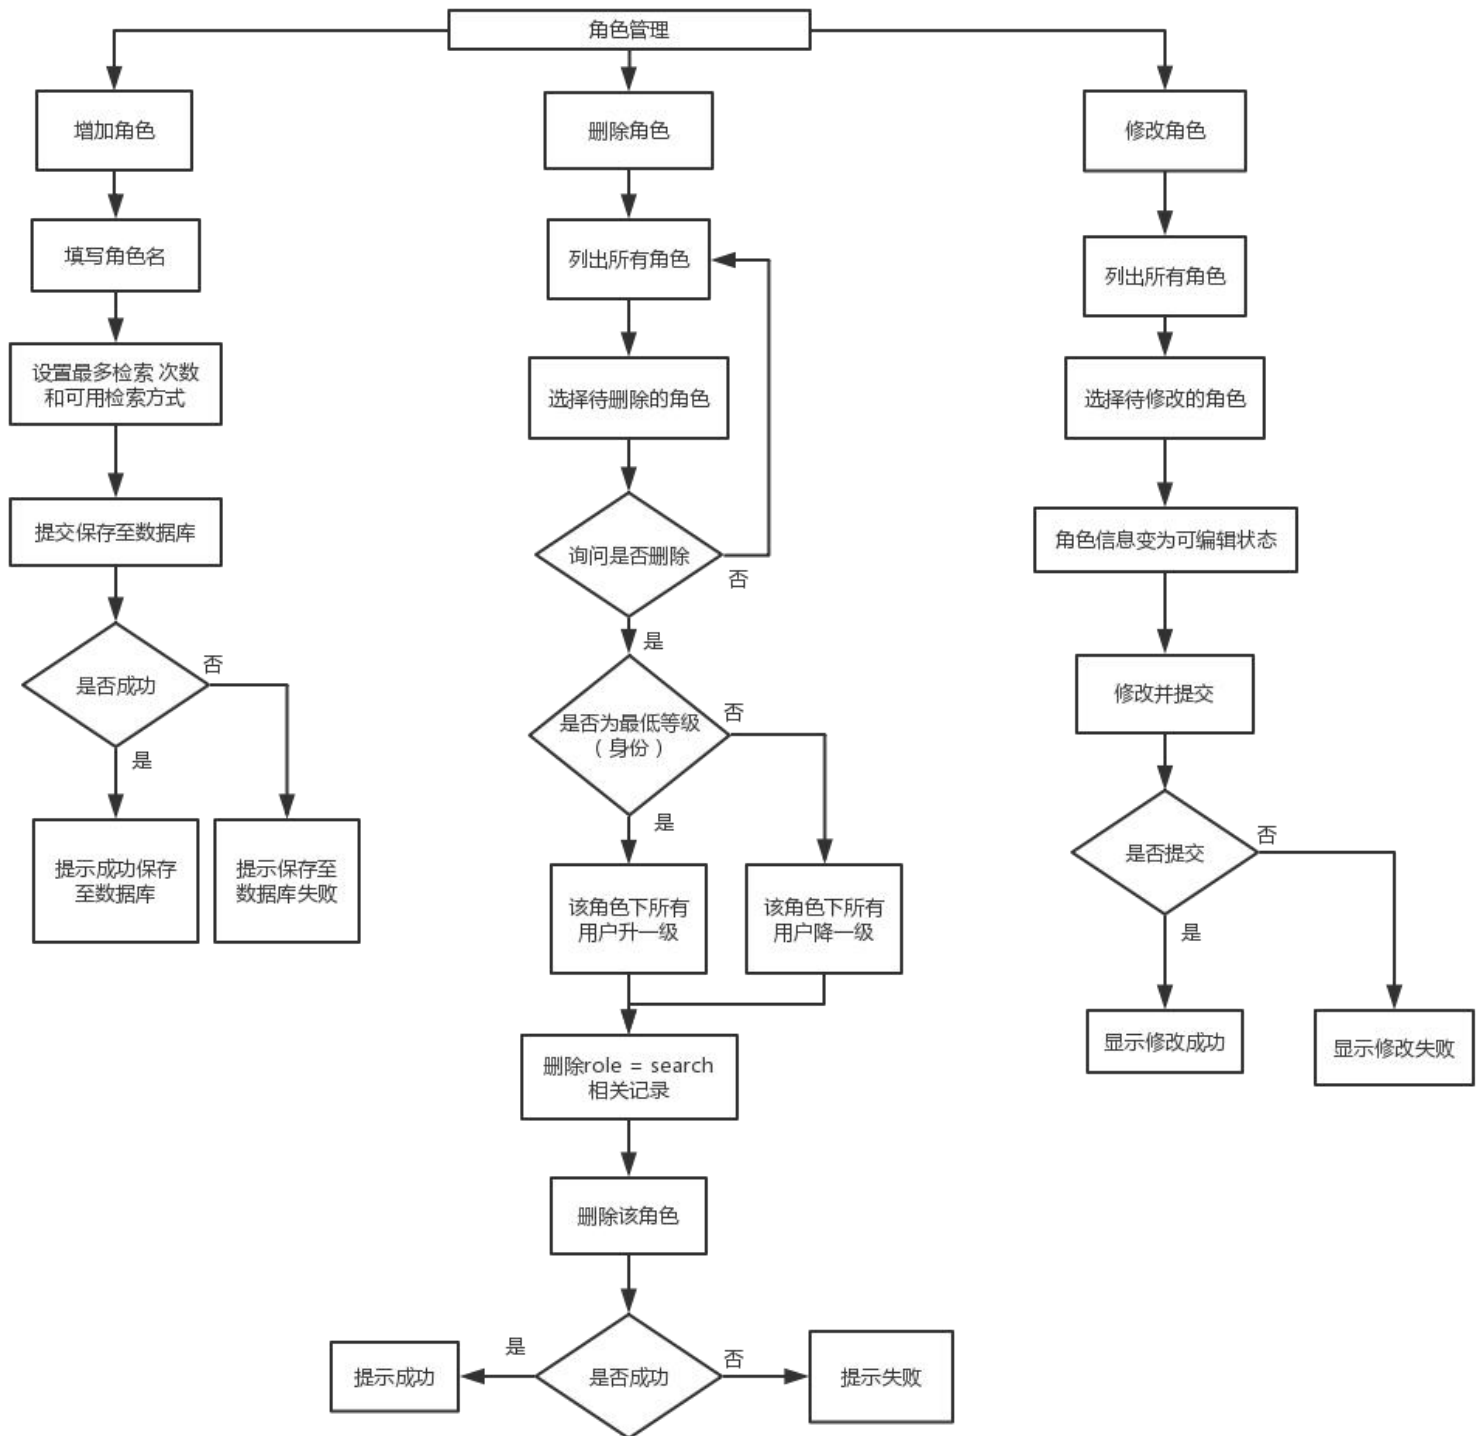 角色管理
增加角色
填写角色名
设置最多检索 次数
和可用检索方式
提交保存至数据库
是否成功
否
是
提示成功保存
至数据库
提示保存至
数据库失败
删除角色
列出所有角色
选择待删除的角色
询问是否删除
否
是
是否为最低等级
（身份）
否
是
该角色下所有
用户升一级
该角色下所有
用户降一级
删除role = search
相关记录
删除该角色
是否成功
是
否
提示成功
提示失败
修改角色
列出所有角色
选择待修改的角色
角色信息变为可编辑状态
修改并提交
是否提交
否
是
显示修改成功
显示修改失败